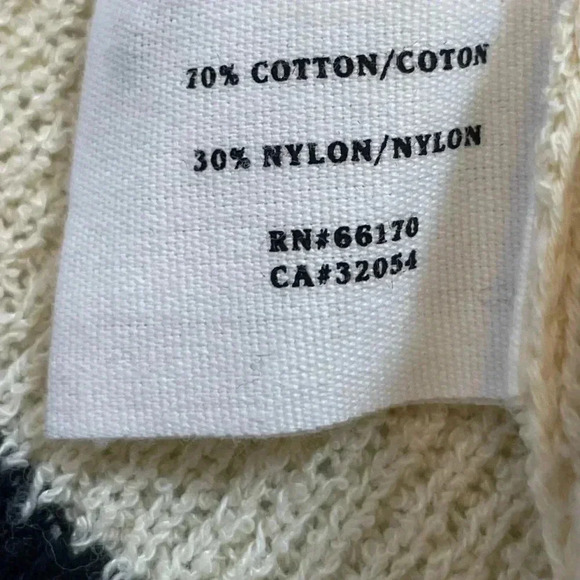 70% COTTON/COTON
30% NYLON/NYLON
RN#66170
CA#32054